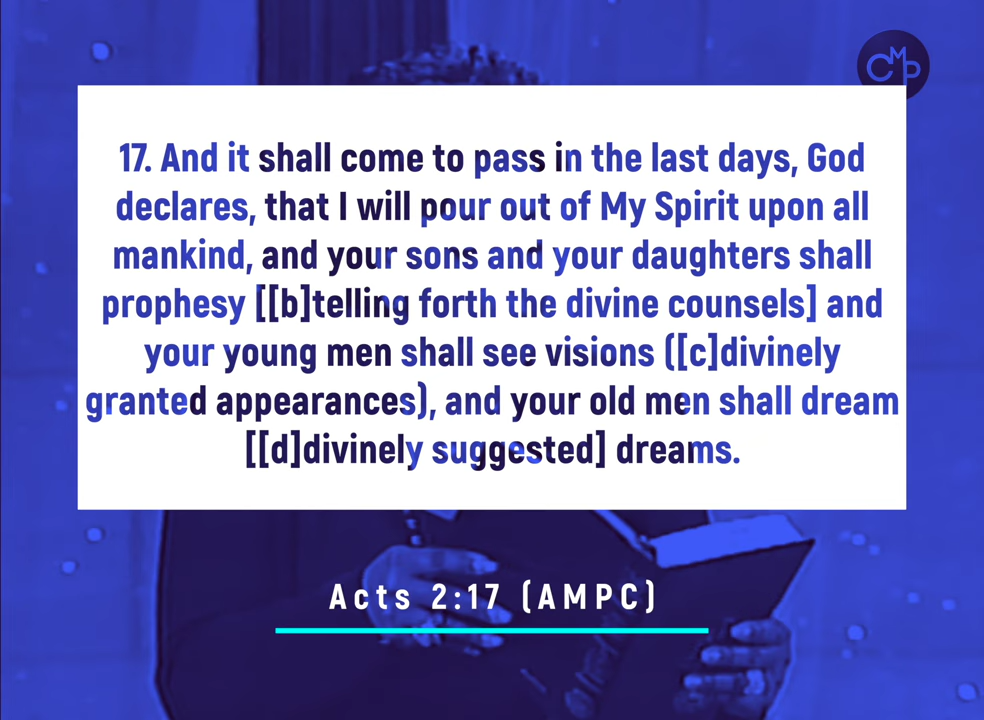 CMP
17. And it shall come to pass in the last days, God
declares, that I will pour out of My Spirit upon all
mankind, and your sons and your daughters shall
prophesy [[b]telling forth the divine counsels] and
your young men shall see visions ([c]divinely
granted appearances), and your old men shall dream
[[d]divinely suggested] dreams.
Acts 2:17 (AMPC)